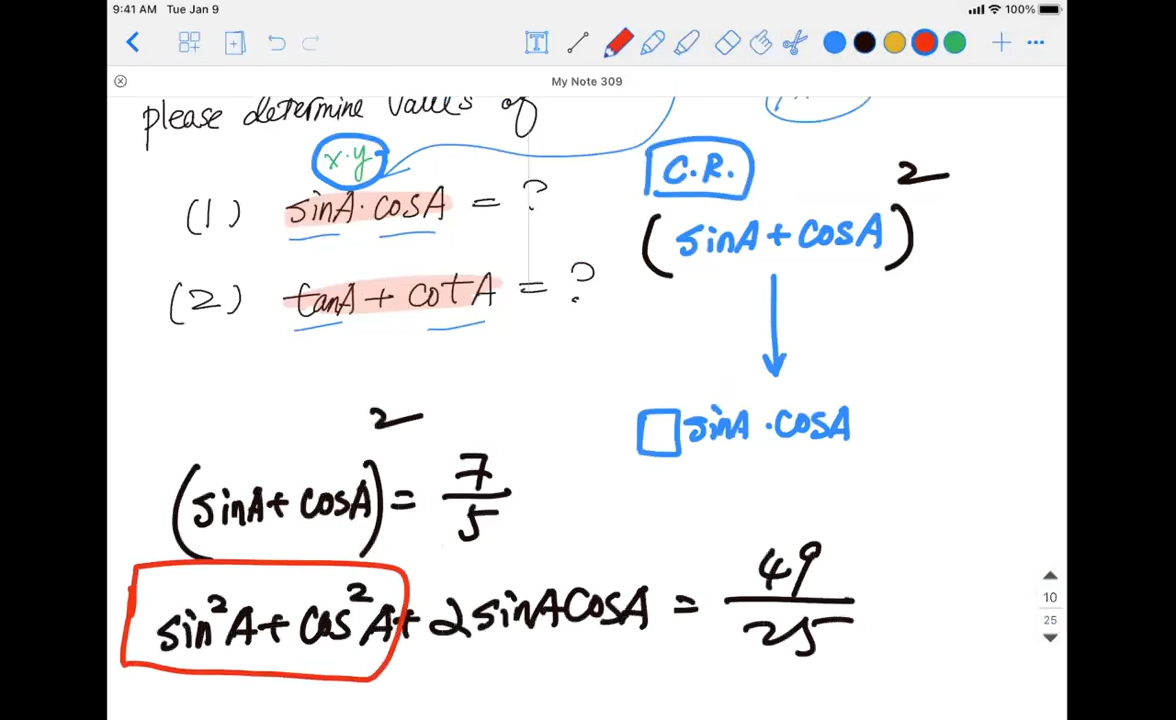 9:41 AM Tue Jan 9
100%
T
My Note 309
please determine values of
x·y
C.R.
(1) sinA·cosA = ?
(sinA+cosA)²
(2) tanA + cotA = ?
□ sinA·cosA
(sinA+cosA)² = 7/5
sin²A+cos²A+2sinAcosA = 49/25
10
25